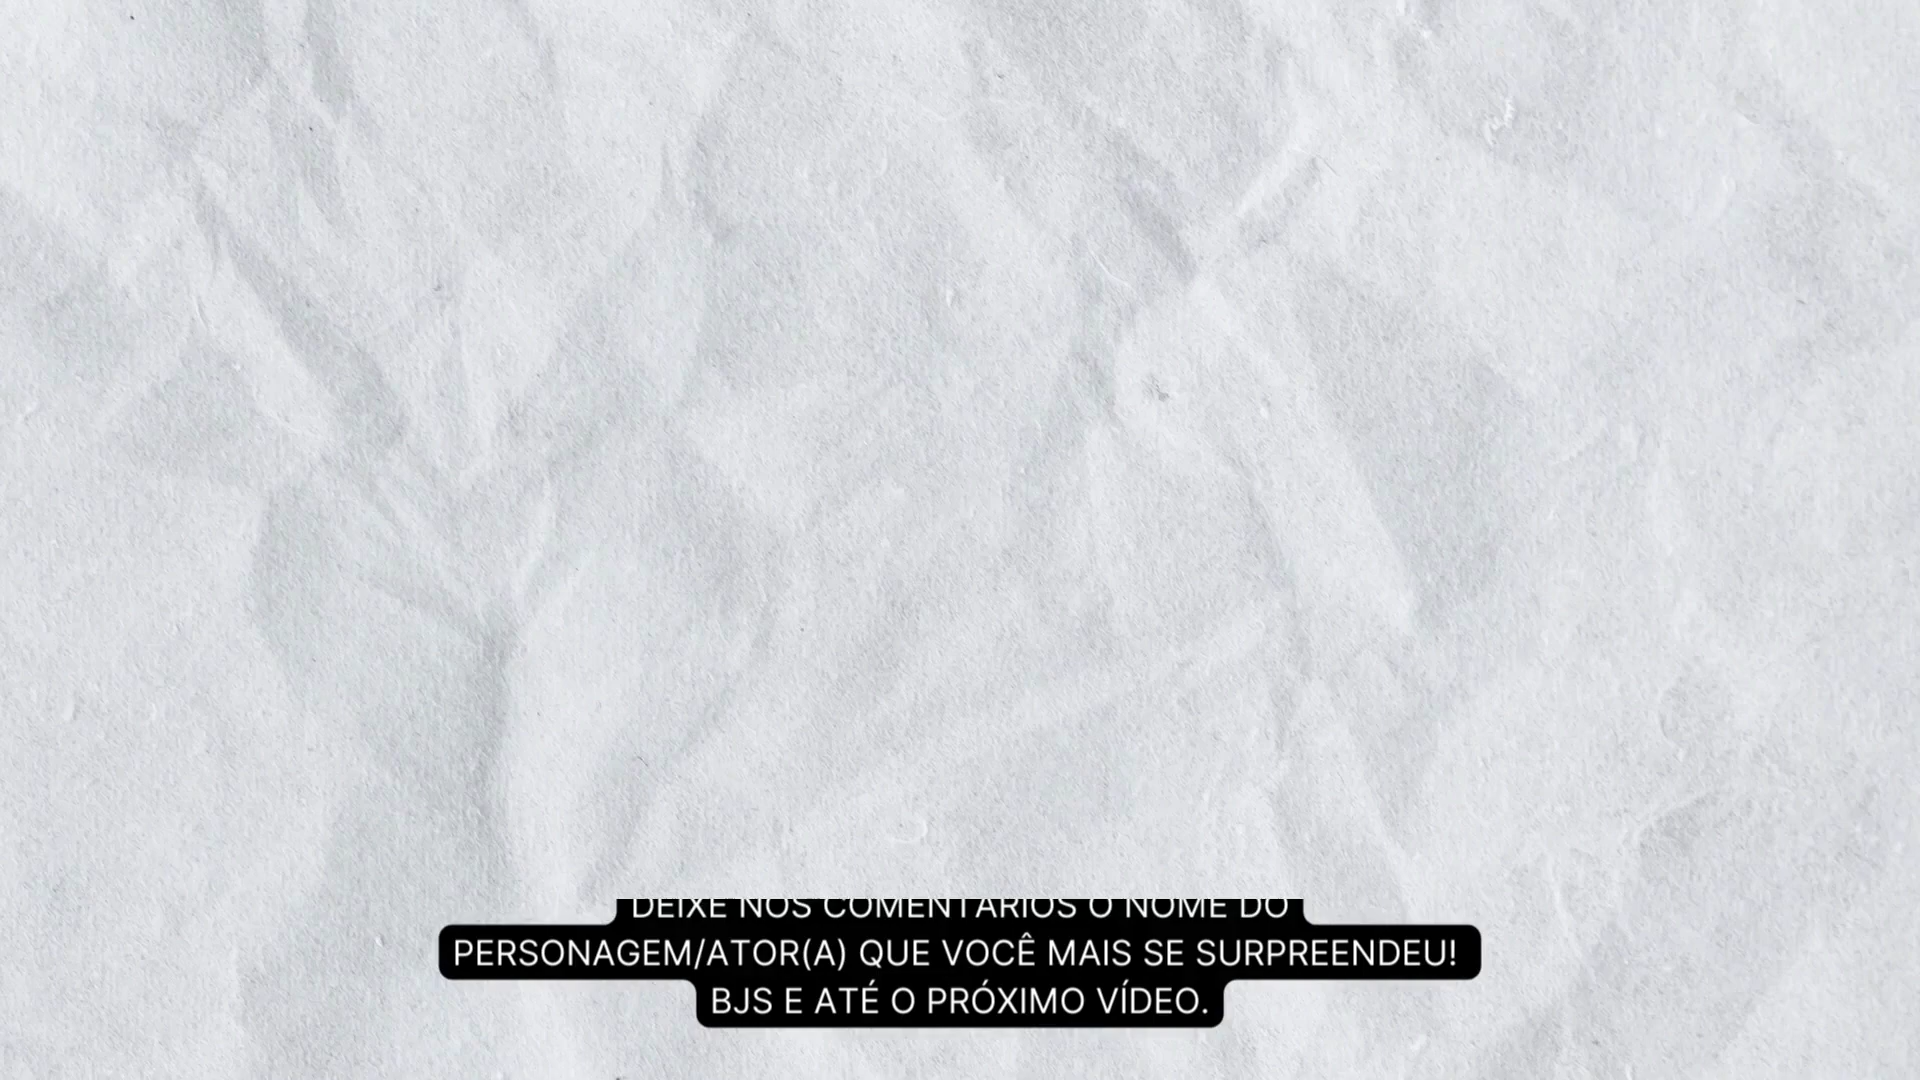 DEIXE NOS COMENTÁRIOS O NOME DO
PERSONAGEM/ATOR(A) QUE VOCÊ MAIS SE SURPREENDEU!
BJS E ATÉ O PRÓXIMO VÍDEO.